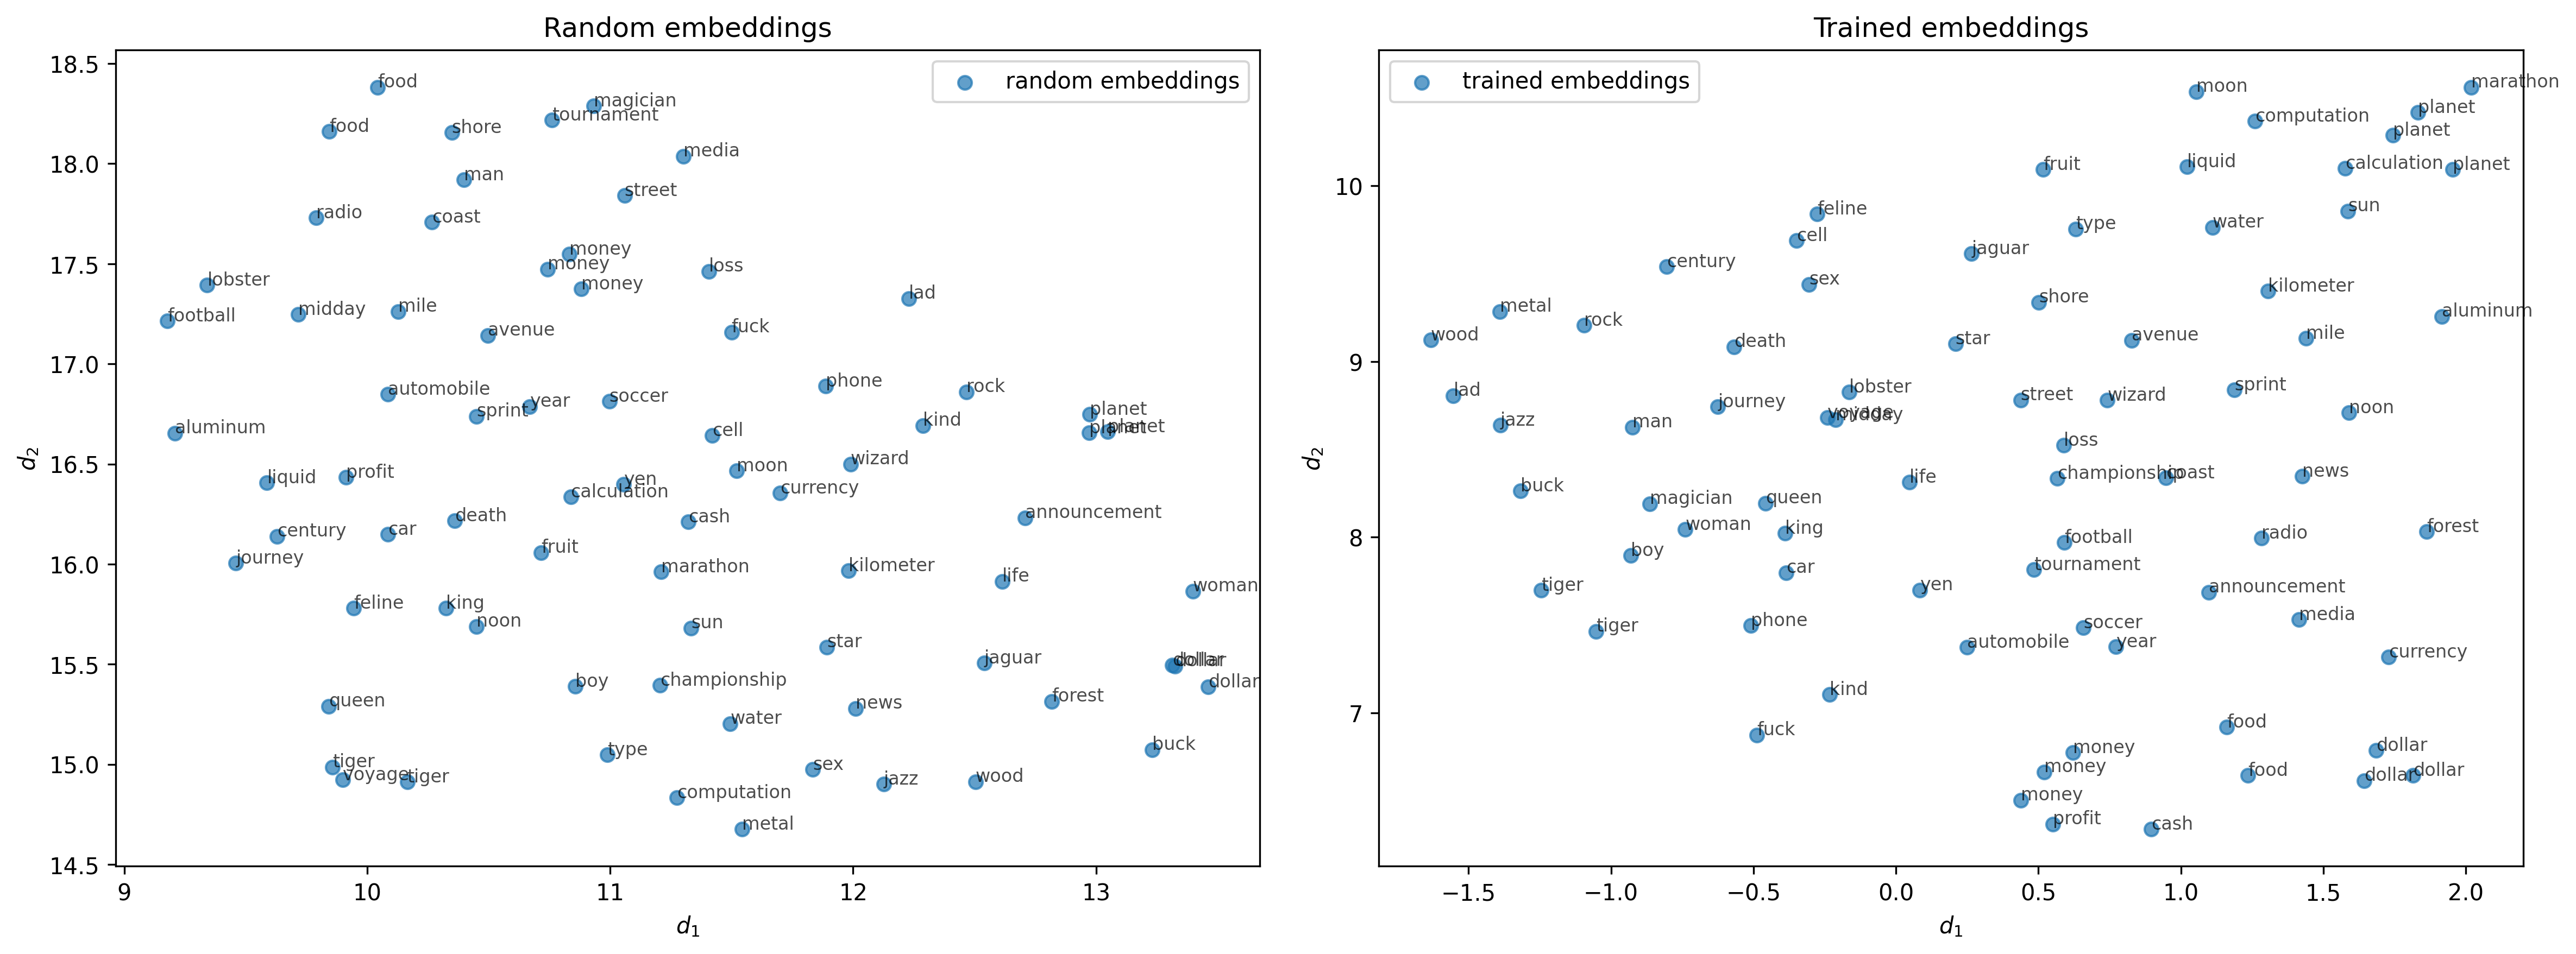 Random embeddings
random embeddings
food
magician
food
shore
tournament
media
man
street
radio
coast
money
money
loss
lobster
money
lad
football
midday
mile
avenue
fuck
automobile
phone
rock
sprint
year
soccer
planet
aluminum
cell
kind
planet
planet
liquid
profit
moon
wizard
yen
calculation
currency
century
car
death
cash
announcement
journey
fruit
marathon
kilometer
life
woman
feline
king
noon
sun
star
jaguar
dollar
dollar
dollar
queen
boy
championship
news
forest
water
tiger
type
buck
voyage
tiger
sex
jazz
wood
computation
metal
18.5
18.0
17.5
17.0
16.5
16.0
15.5
15.0
14.5
9
10
11
12
13
d2
d1
Trained embeddings
trained embeddings
moon
marathon
computation
planet
planet
fruit
liquid
calculation
planet
feline
sun
cell
type
water
century
jaguar
sex
kilometer
metal
shore
rock
aluminum
wood
death
star
avenue
mile
lad
lobster
sprint
journey
street
wizard
noon
jazz
man
voyage
midday
loss
buck
life
championship
coast
news
magician
queen
woman
king
forest
boy
football
radio
car
tournament
tiger
yen
announcement
tiger
phone
soccer
media
automobile
year
currency
kind
fuck
food
money
dollar
money
food
dollar
dollar
money
profit
cash
10
9
8
7
−1.5
−1.0
−0.5
0.0
0.5
1.0
1.5
2.0
d2
d1